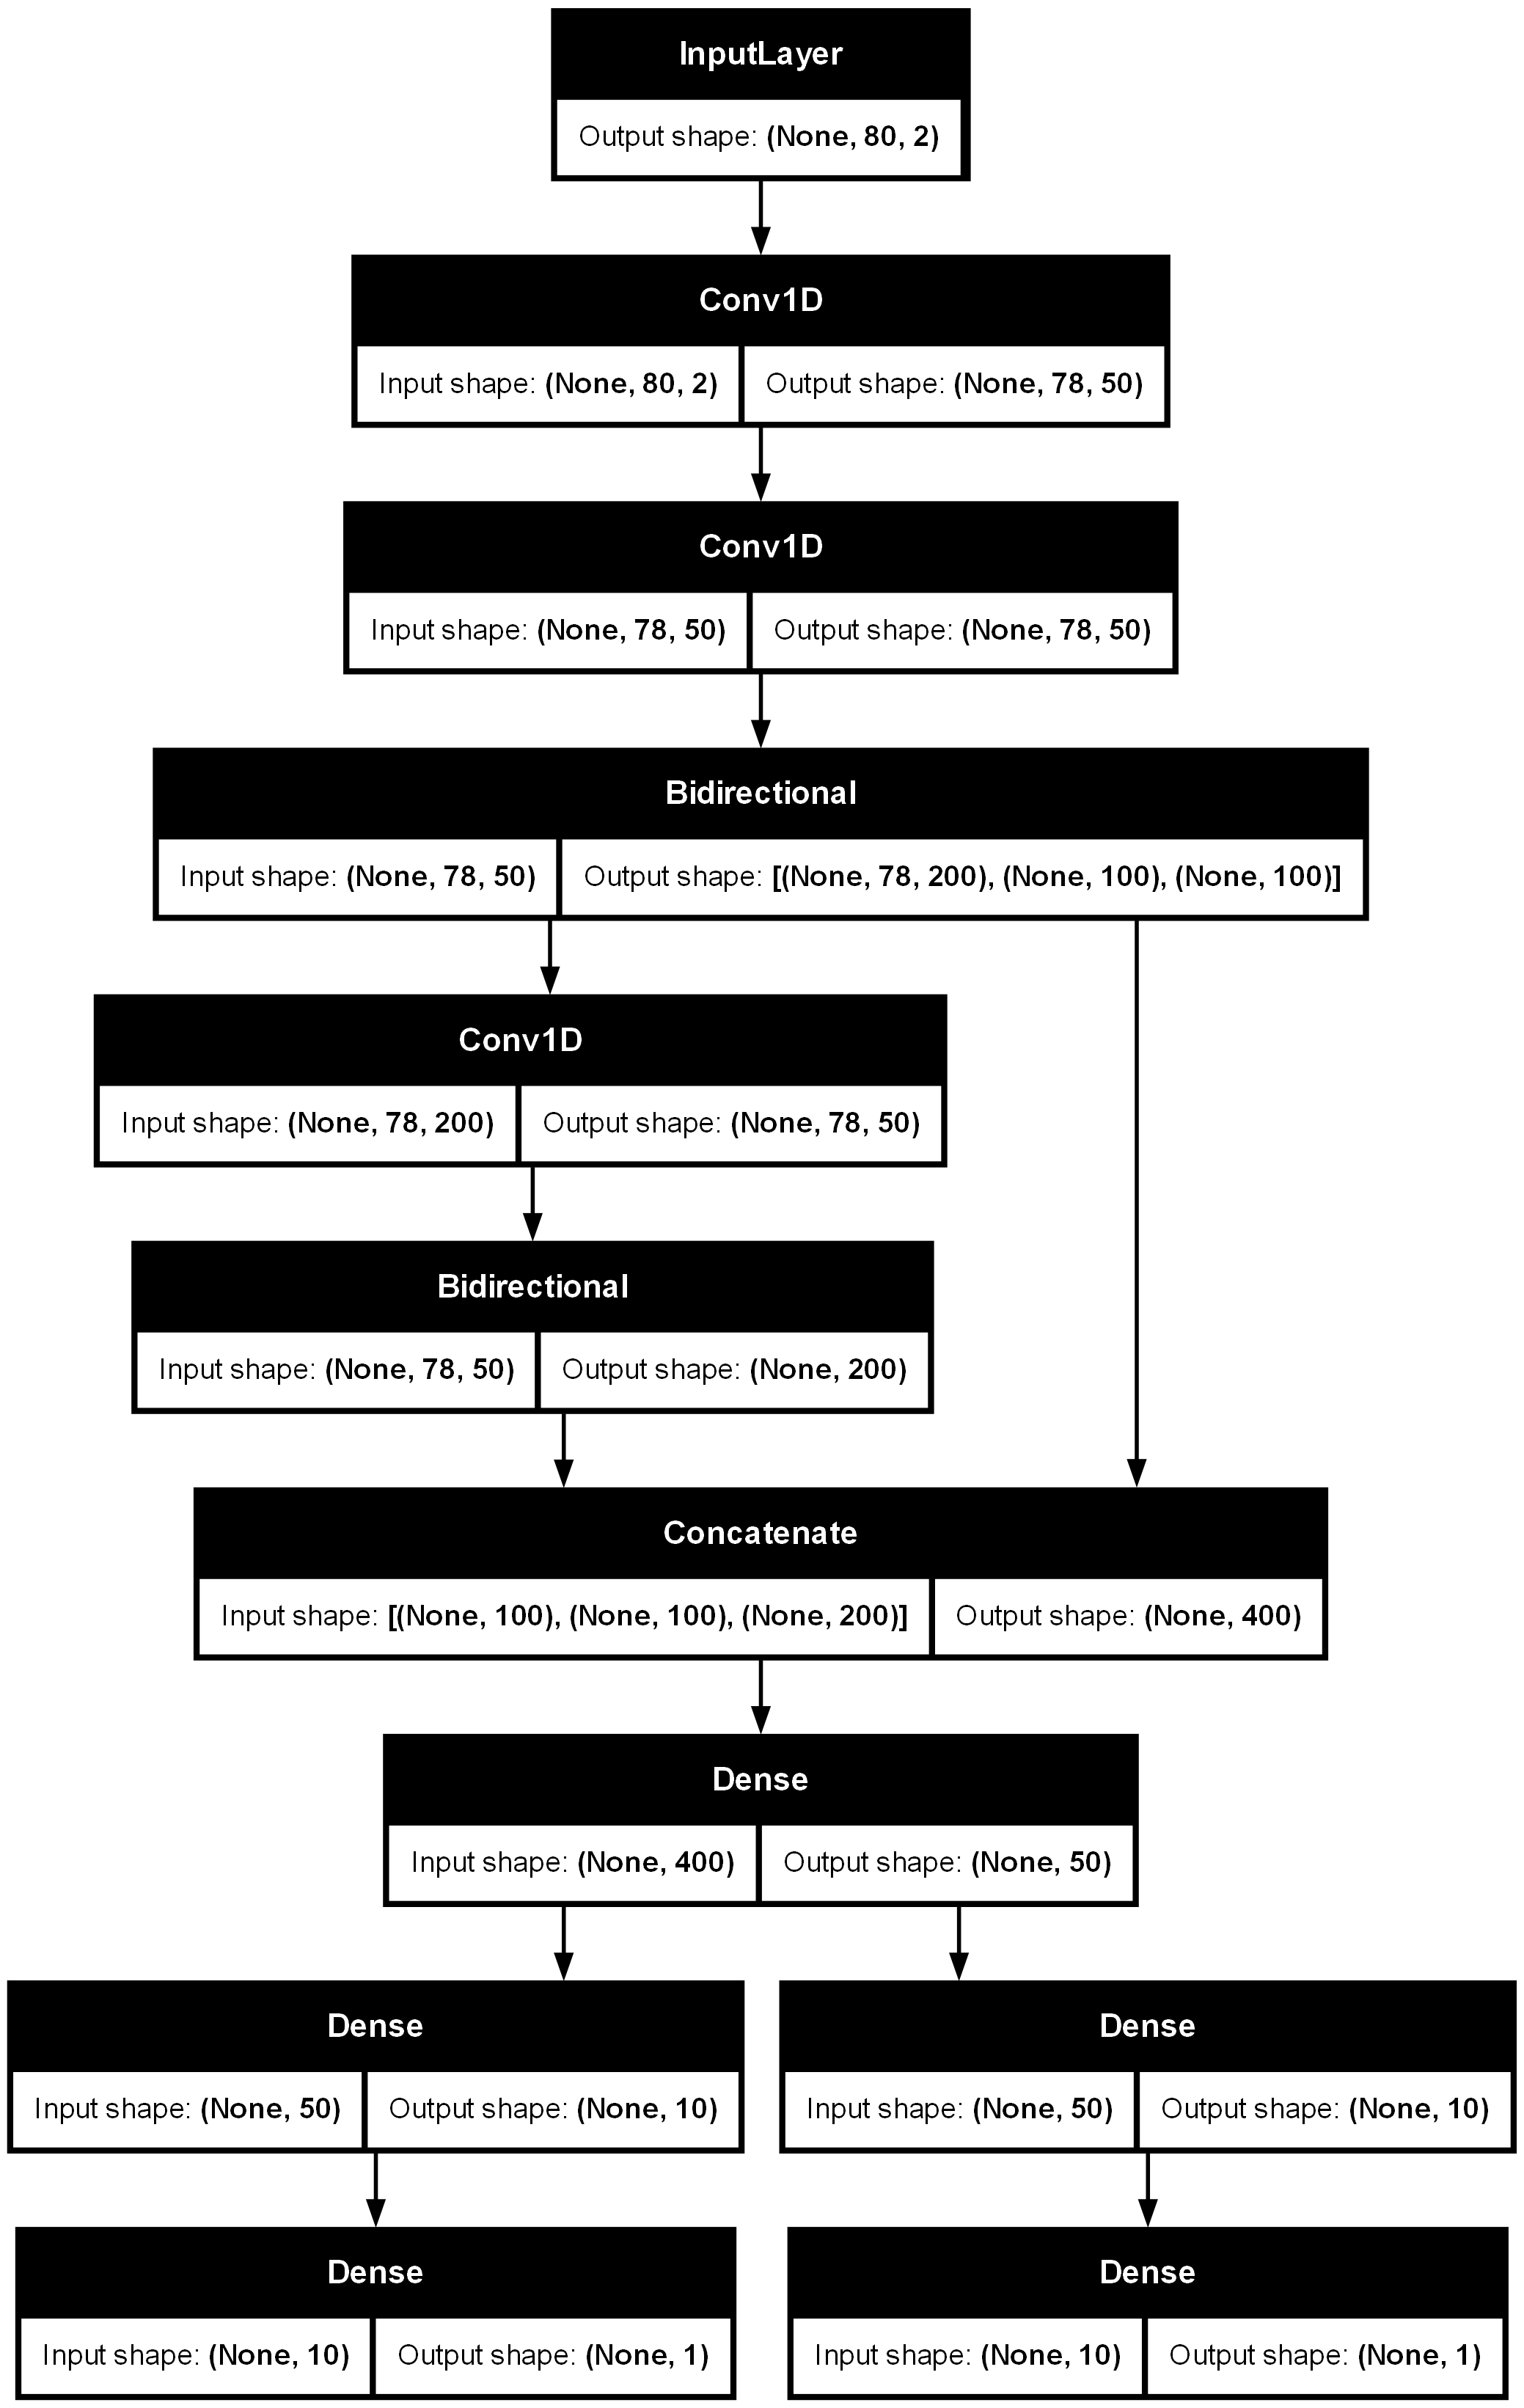 InputLayer
Output shape: (None, 80, 2)
Conv1D
Input shape: (None, 80, 2) Output shape: (None, 78, 50)
Conv1D
Input shape: (None, 78, 50) Output shape: (None, 78, 50)
Bidirectional
Input shape: (None, 78, 50) Output shape: [(None, 78, 200), (None, 100), (None, 100)]
Conv1D
Input shape: (None, 78, 200) Output shape: (None, 78, 50)
Bidirectional
Input shape: (None, 78, 50) Output shape: (None, 200)
Concatenate
Input shape: [(None, 100), (None, 100), (None, 200)] Output shape: (None, 400)
Dense
Input shape: (None, 400) Output shape: (None, 50)
Dense Dense
Input shape: (None, 50) Output shape: (None, 10) Input shape: (None, 50) Output shape: (None, 10)
Dense Dense
Input shape: (None, 10) Output shape: (None, 1) Input shape: (None, 10) Output shape: (None, 1)